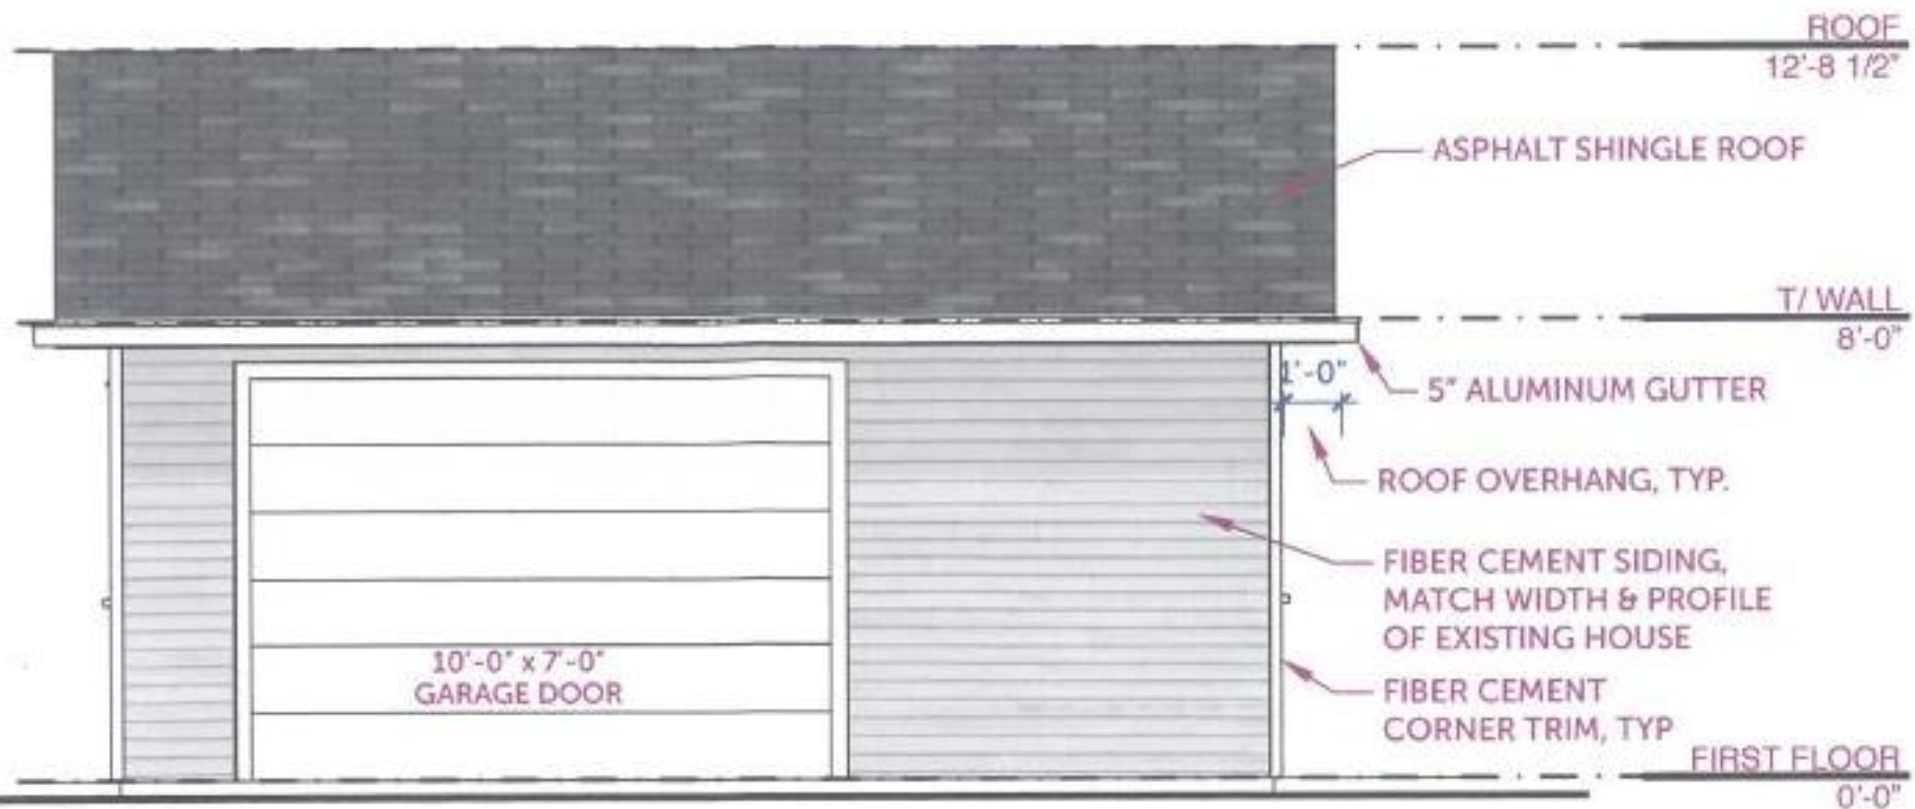 ROOF
12'-8 1/2"
ASPHALT SHINGLE ROOF
T/ WALL
8'-0"
1'-0"
5" ALUMINUM GUTTER
ROOF OVERHANG, TYP.
FIBER CEMENT SIDING,
MATCH WIDTH & PROFILE
OF EXISTING HOUSE
10'-0" x 7'-0"
GARAGE DOOR
FIBER CEMENT
CORNER TRIM, TYP
FIRST FLOOR
0'-0"